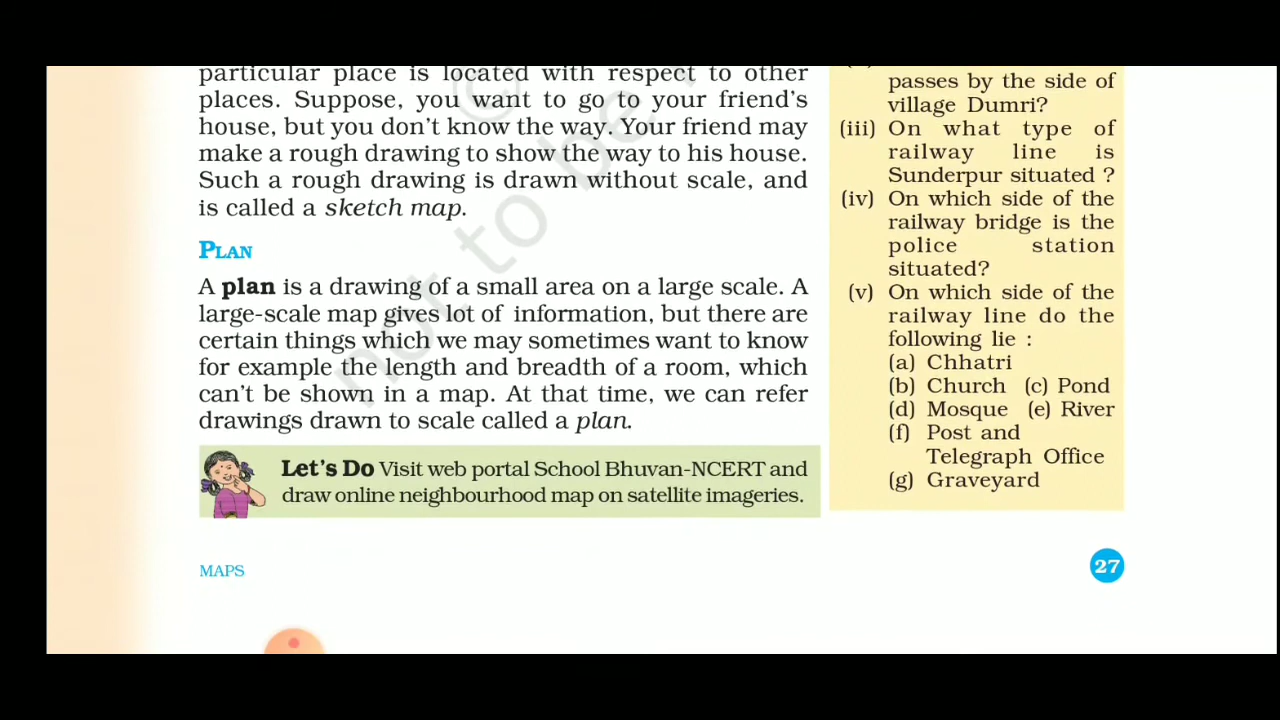 particular place is located with respect to other
places. Suppose, you want to go to your friend's
house, but you don't know the way. Your friend may
make a rough drawing to show the way to his house.
Such a rough drawing is drawn without scale, and
is called a sketch map.
PLAN
A plan is a drawing of a small area on a large scale. A
large-scale map gives lot of information, but there are
certain things which we may sometimes want to know
for example the length and breadth of a room, which
can't be shown in a map. At that time, we can refer
drawings drawn to scale called a plan.
Let's Do Visit web portal School Bhuvan-NCERT and
draw online neighbourhood map on satellite imageries.
passes by the side of
village Dumri?
(iii) On what type of
railway line is
Sunderpur situated ?
(iv) On which side of the
railway bridge is the
police station
situated?
(v) On which side of the
railway line do the
following lie :
(a) Chhatri
(b) Church (c) Pond
(d) Mosque (e) River
(f) Post and
Telegraph Office
(g) Graveyard
MAPS
27
© not to be